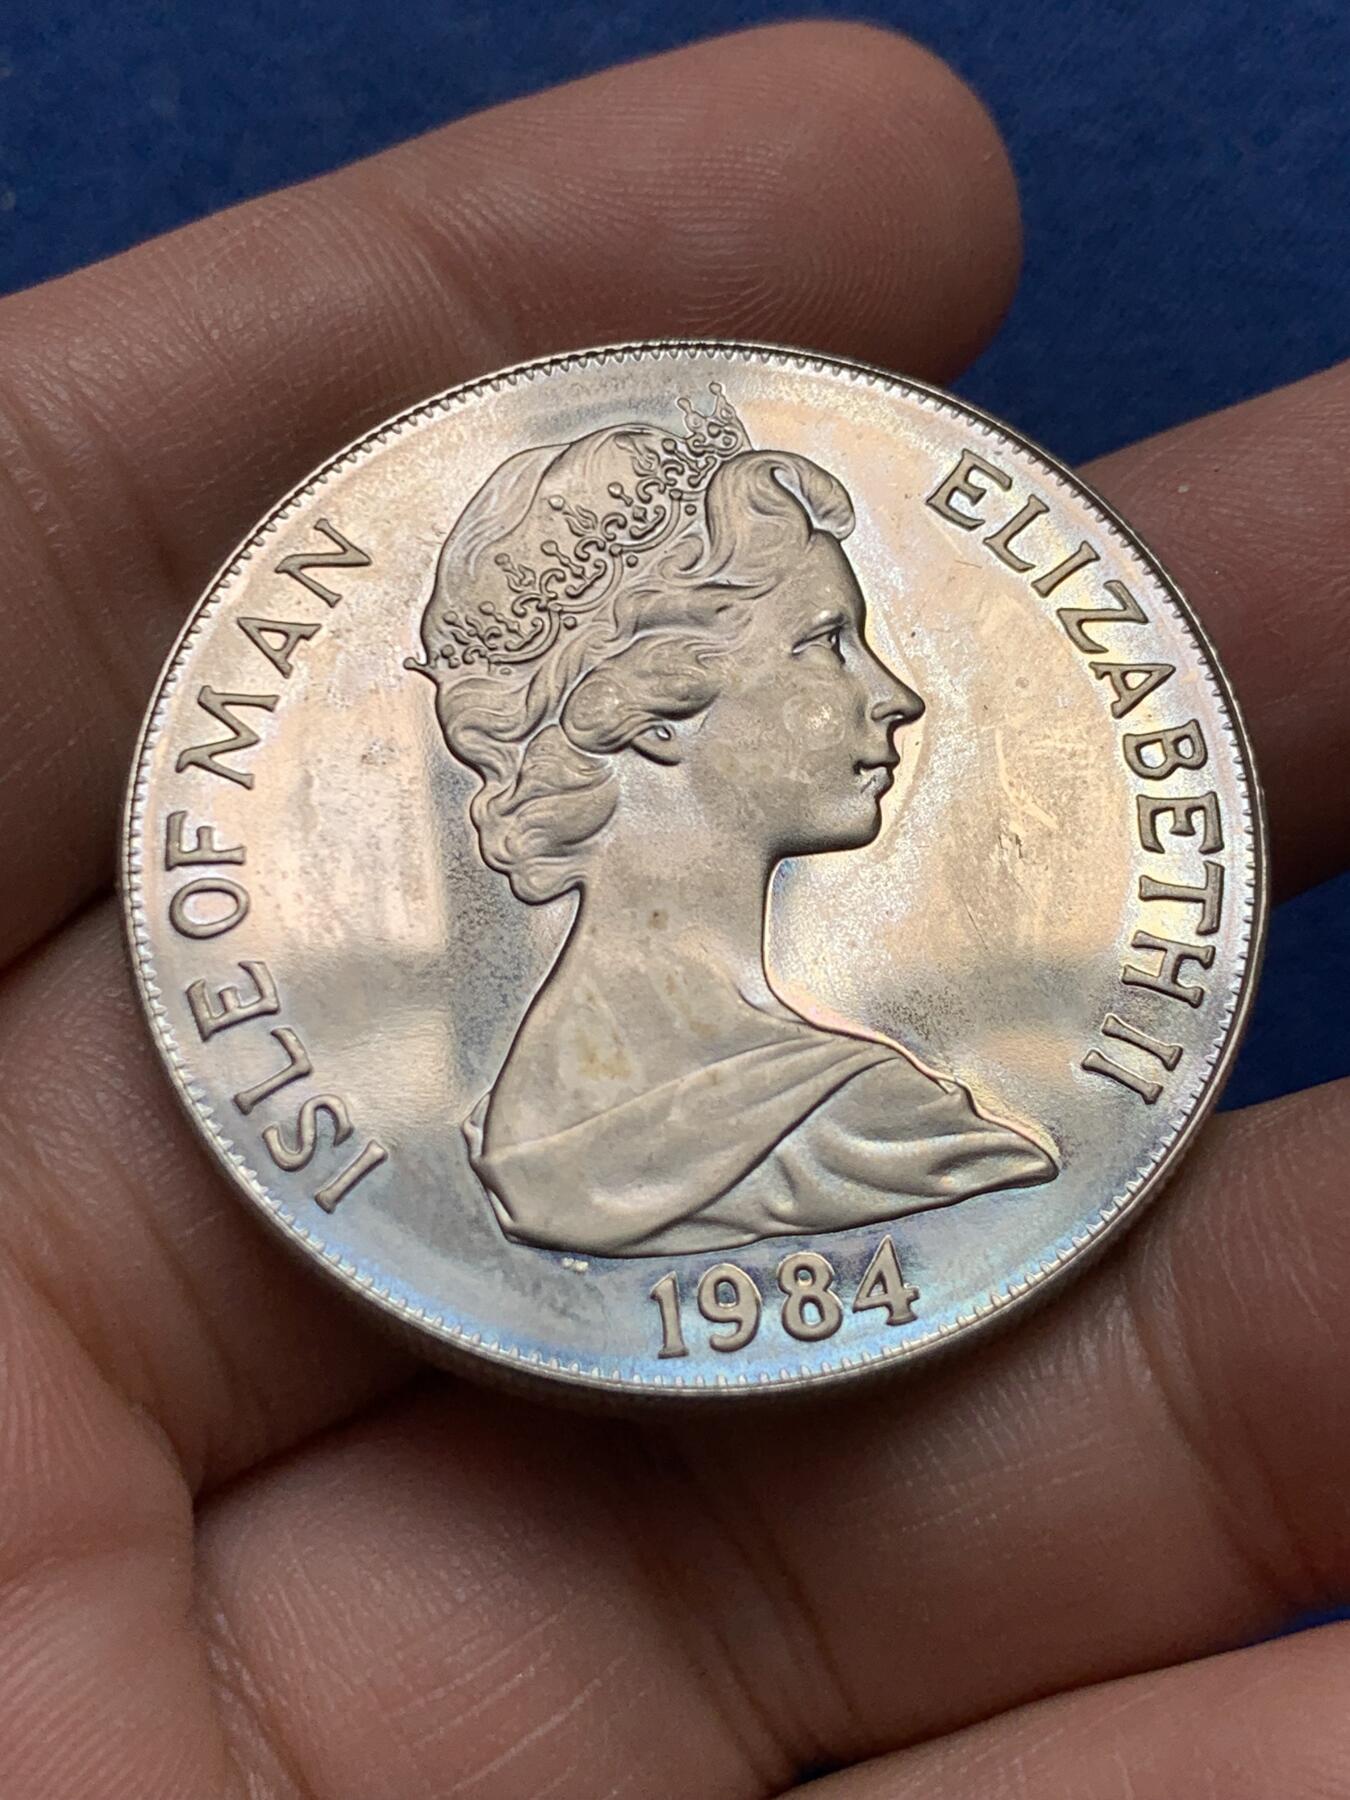 ISLE OF MAN
ELIZABETH II
1984